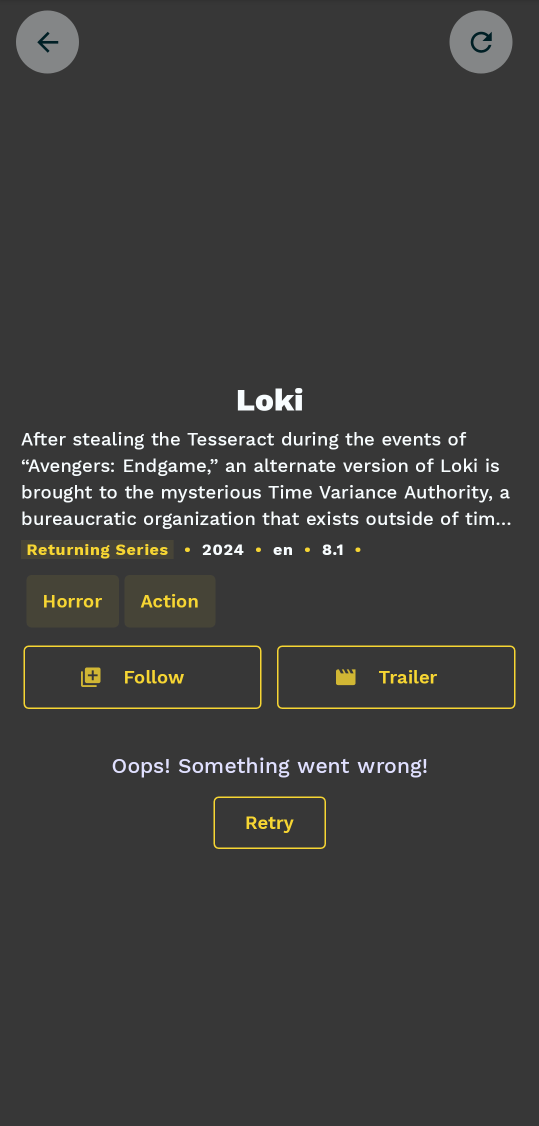 Loki
After stealing the Tesseract during the events of
“Avengers: Endgame,” an alternate version of Loki is
brought to the mysterious Time Variance Authority, a
bureaucratic organization that exists outside of tim...
Returning Series • 2024 • en • 8.1 •
Horror Action
Follow Trailer
Oops! Something went wrong!
Retry